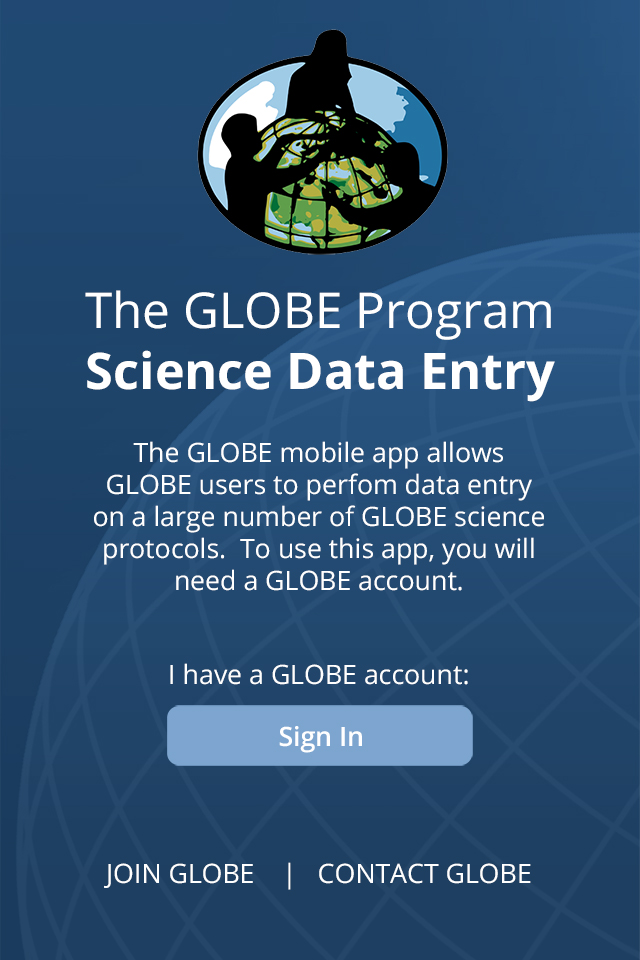 The GLOBE Program
Science Data Entry
The GLOBE mobile app allows
GLOBE users to perfom data entry
on a large number of GLOBE science
protocols.  To use this app, you will
need a GLOBE account.
I have a GLOBE account:
Sign In
JOIN GLOBE | CONTACT GLOBE